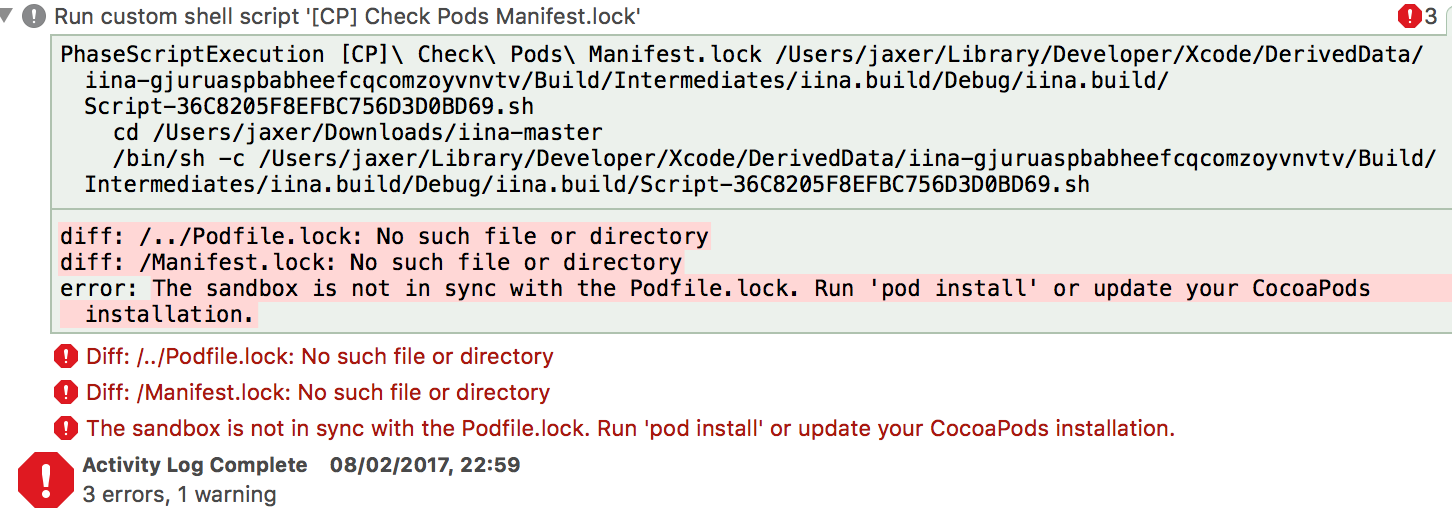 Run custom shell script '[CP] Check Pods Manifest.lock'
3
PhaseScriptExecution [CP]\ Check\ Pods\ Manifest.lock /Users/jaxer/Library/Developer/Xcode/DerivedData/
iina-gjuruaspbabheefcqcomzoyvnvtv/Build/Intermediates/iina.build/Debug/iina.build/
Script-36C8205F8EFBC756D3D0BD69.sh
cd /Users/jaxer/Downloads/iina-master
/bin/sh -c /Users/jaxer/Library/Developer/Xcode/DerivedData/iina-gjuruaspbabheefcqcomzoyvnvtv/Build/
Intermediates/iina.build/Debug/iina.build/Script-36C8205F8EFBC756D3D0BD69.sh
diff: /../Podfile.lock: No such file or directory
diff: /Manifest.lock: No such file or directory
error: The sandbox is not in sync with the Podfile.lock. Run 'pod install' or update your CocoaPods
installation.
Diff: /../Podfile.lock: No such file or directory
Diff: /Manifest.lock: No such file or directory
The sandbox is not in sync with the Podfile.lock. Run 'pod install' or update your CocoaPods installation.
Activity Log Complete 08/02/2017, 22:59
3 errors, 1 warning